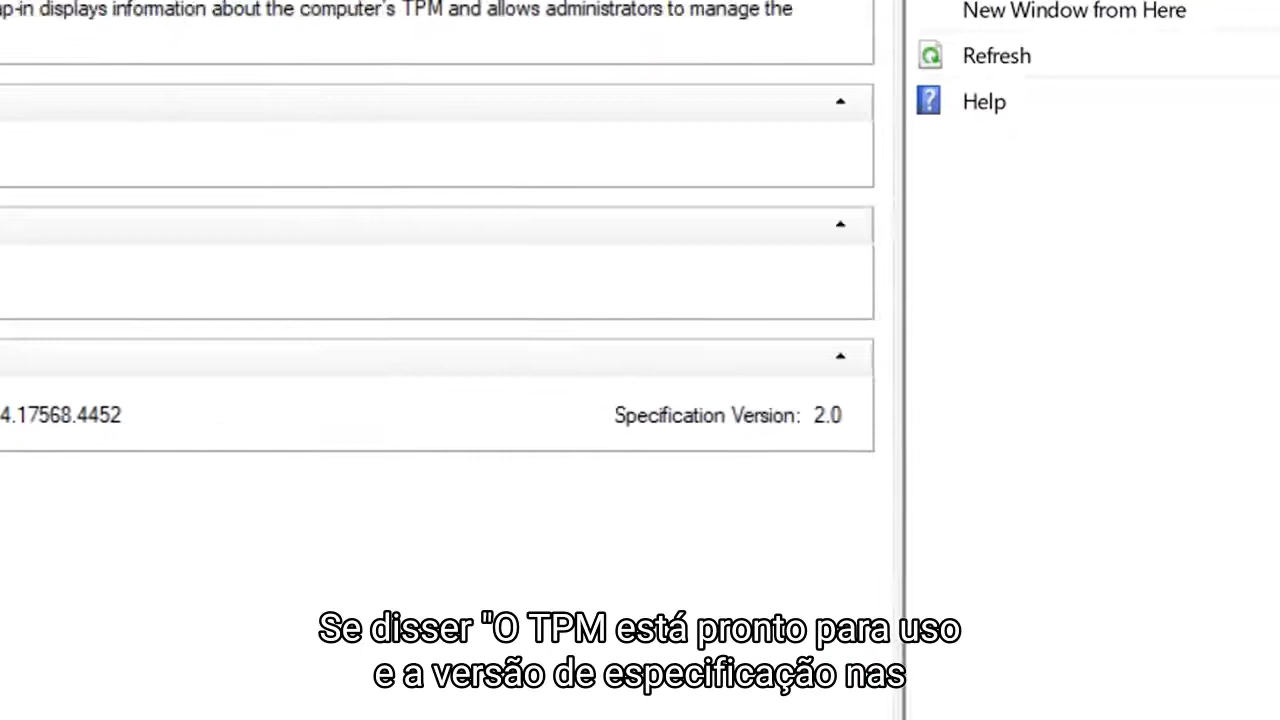 p-in displays information about the computer's TPM and allows administrators to manage the
New Window from Here
Refresh
Help
4.17568.4452
Specification Version: 2.0
Se disser "O TPM está pronto para uso
e a versão de especificação nas